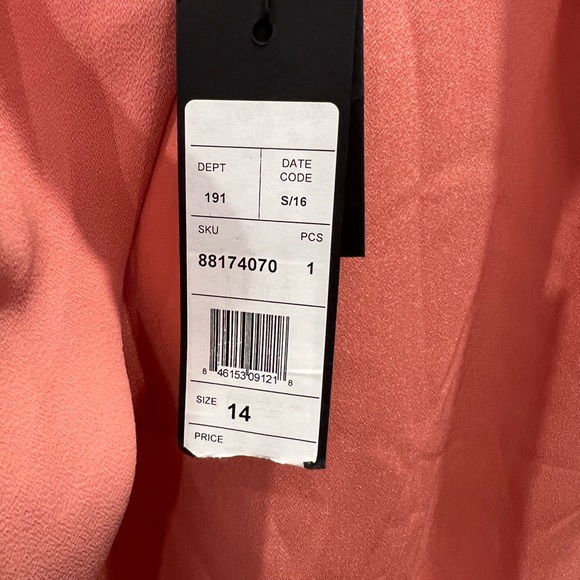 DEPT DATE CODE
191 S/16
SKU PCS
88174070 1
8 46153 09121 8
SIZE 14
PRICE